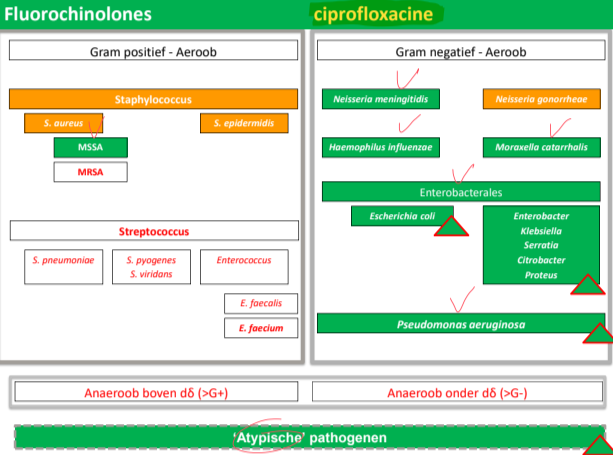 Fluorochinolones
ciprofloxacine
Gram positief - Aeroob
Staphylococcus
S. aureus
S. epidermidis
MSSA
MRSA
Streptococcus
S. pneumoniae
S. pyogenes
S. viridans
Enterococcus
E. faecalis
E. faecium
Gram negatief - Aeroob
Neisseria meningitidis
Neisseria gonorrheae
Haemophilus influenzae
Moraxella catarrhalis
Enterobacterales
Escherichia coli
Enterobacter
Klebsiella
Serratia
Citrobacter
Proteus
Pseudomonas aeruginosa
Anaeroob boven dδ (>G+)
Anaeroob onder dδ (>G-)
'Atypische' pathogenen